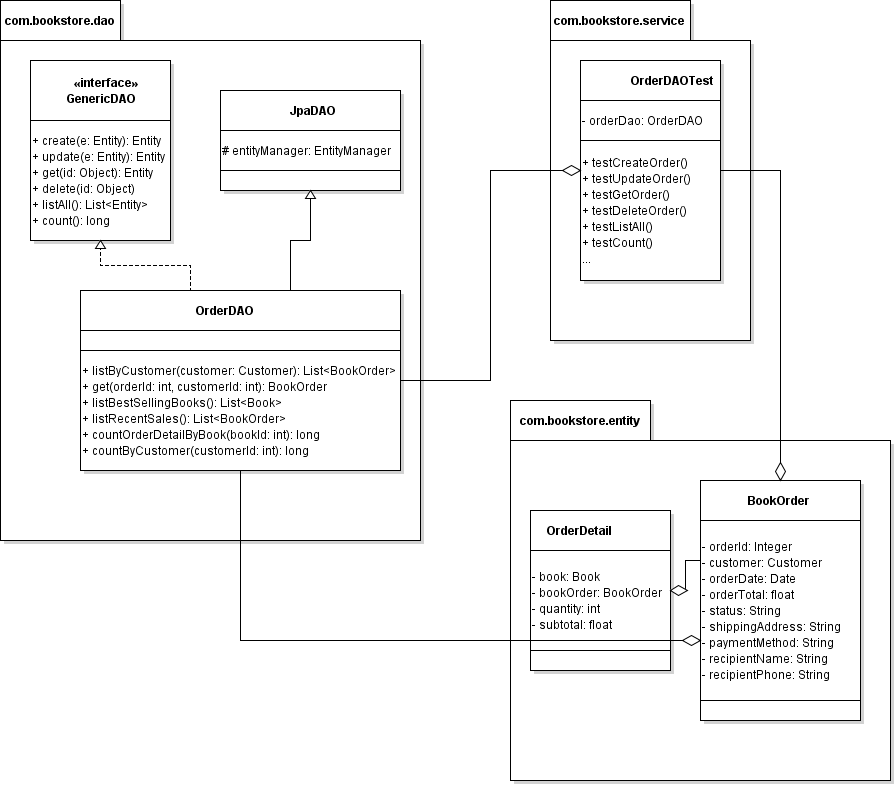 com.bookstore.dao
«interface»
GenericDAO
+ create(e: Entity): Entity
+ update(e: Entity): Entity
+ get(id: Object): Entity
+ delete(id: Object)
+ listAll(): List<Entity>
+ count(): long
JpaDAO
# entityManager: EntityManager
OrderDAO
+ listByCustomer(customer: Customer): List<BookOrder>
+ get(orderId: int, customerId: int): BookOrder
+ listBestSellingBooks(): List<Book>
+ listRecentSales(): List<BookOrder>
+ countOrderDetailByBook(bookId: int): long
+ countByCustomer(customerId: int): long
com.bookstore.service
OrderDAOTest
- orderDao: OrderDAO
+ testCreateOrder()
+ testUpdateOrder()
+ testGetOrder()
+ testDeleteOrder()
+ testListAll()
+ testCount()
...
com.bookstore.entity
OrderDetail
- book: Book
- bookOrder: BookOrder
- quantity: int
- subtotal: float
BookOrder
- orderId: Integer
- customer: Customer
- orderDate: Date
- orderTotal: float
- status: String
- shippingAddress: String
- paymentMethod: String
- recipientName: String
- recipientPhone: String